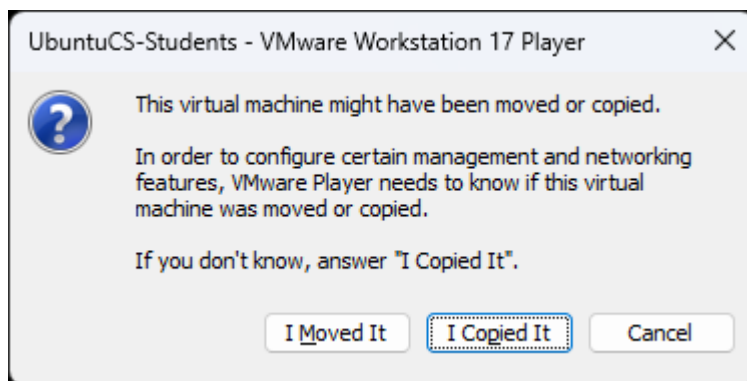 UbuntuCS-Students - VMware Workstation 17 Player
This virtual machine might have been moved or copied.
In order to configure certain management and networking
features, VMware Player needs to know if this virtual
machine was moved or copied.
If you don't know, answer "I Copied It".
I Moved It
I Copied It
Cancel